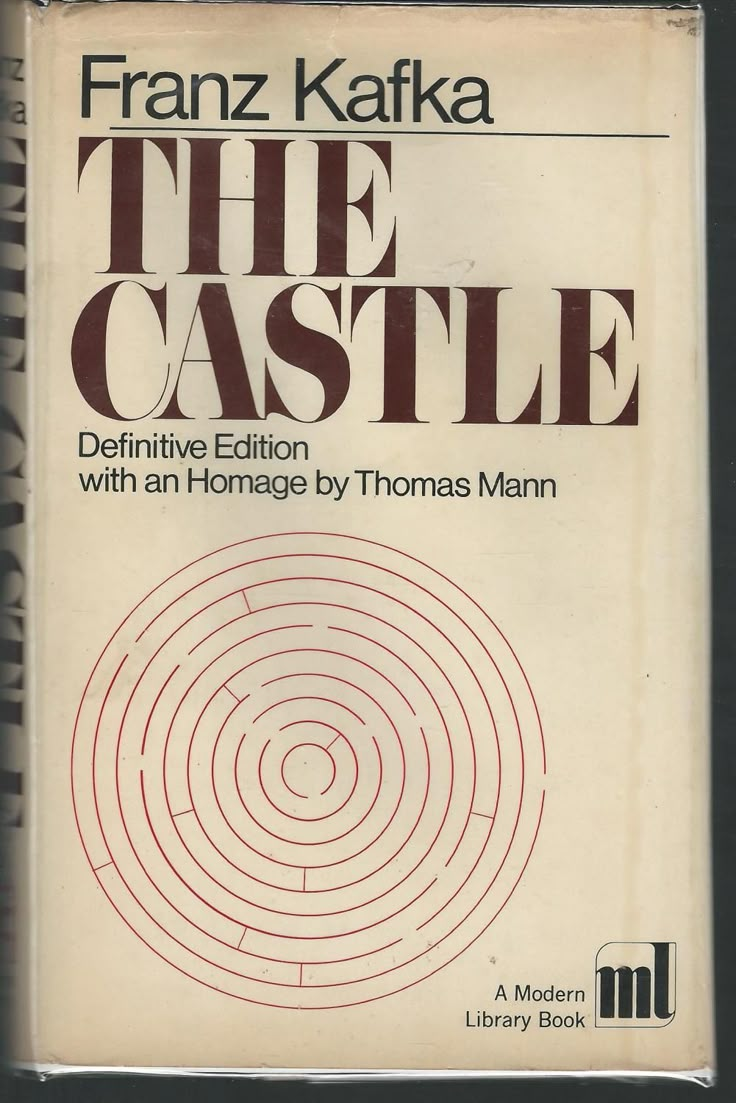 Franz Kafka
THE
CASTLE
Definitive Edition
with an Homage by Thomas Mann
A Modern
Library Book
ml